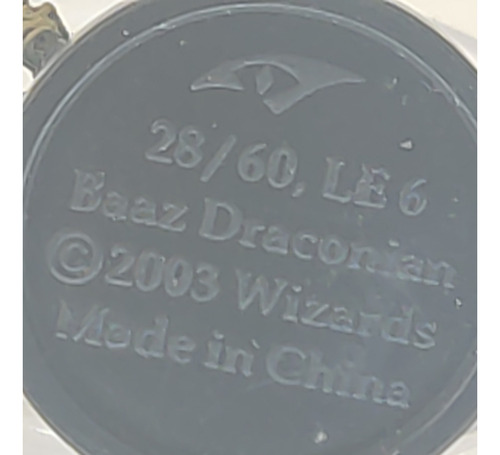 28/60, LE 6
Baaz Draconian
©2003 Wizards
Made in China